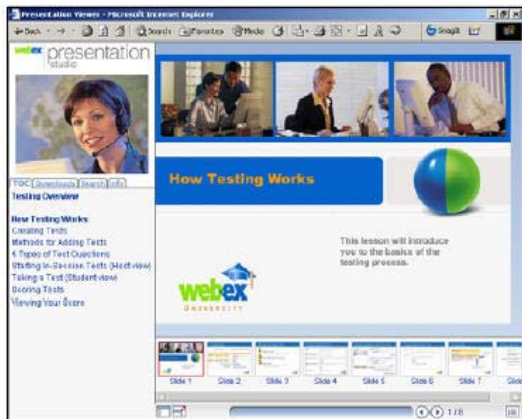 Presentation Viewer - Microsoft Internet Explorer
Back
Search
Favorites
Media
SnagIt
webex presentation
studio
TOC
Downloads
Search
Info
Testing Overview
How Testing Works
Creating Tests
Methods for Adding Tests
6 Types of Test Questions
Starting In-Session Tests (Host view)
Taking a Test (Student view)
Scoring Tests
Viewing Your Score
How Testing Works
This lesson will introduce
you to the basics of the
testing process.
webex
UNIVERSITY
Slide 1
Slide 2
Slide 3
Slide 4
Slide 5
Slide 6
Slide 7
Slide
1/8